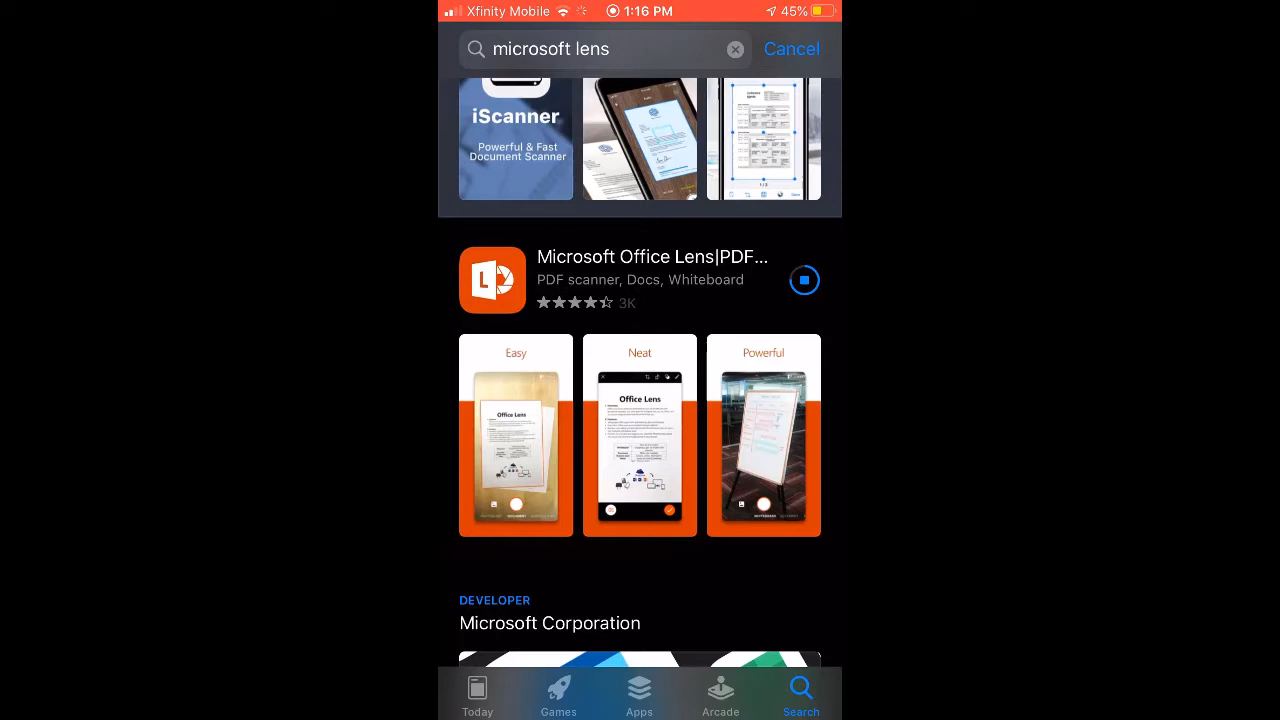 Xfinity Mobile 1:16 PM 45%
microsoft lens Cancel
iScanner
Powerful & Fast
Document Scanner
1 / 3
L
Microsoft Office Lens|PDF...
PDF scanner, Docs, Whiteboard
3K
Easy Neat Powerful
Office Lens
Office Lens
DEVELOPER
Microsoft Corporation
Today Games Apps Arcade Search